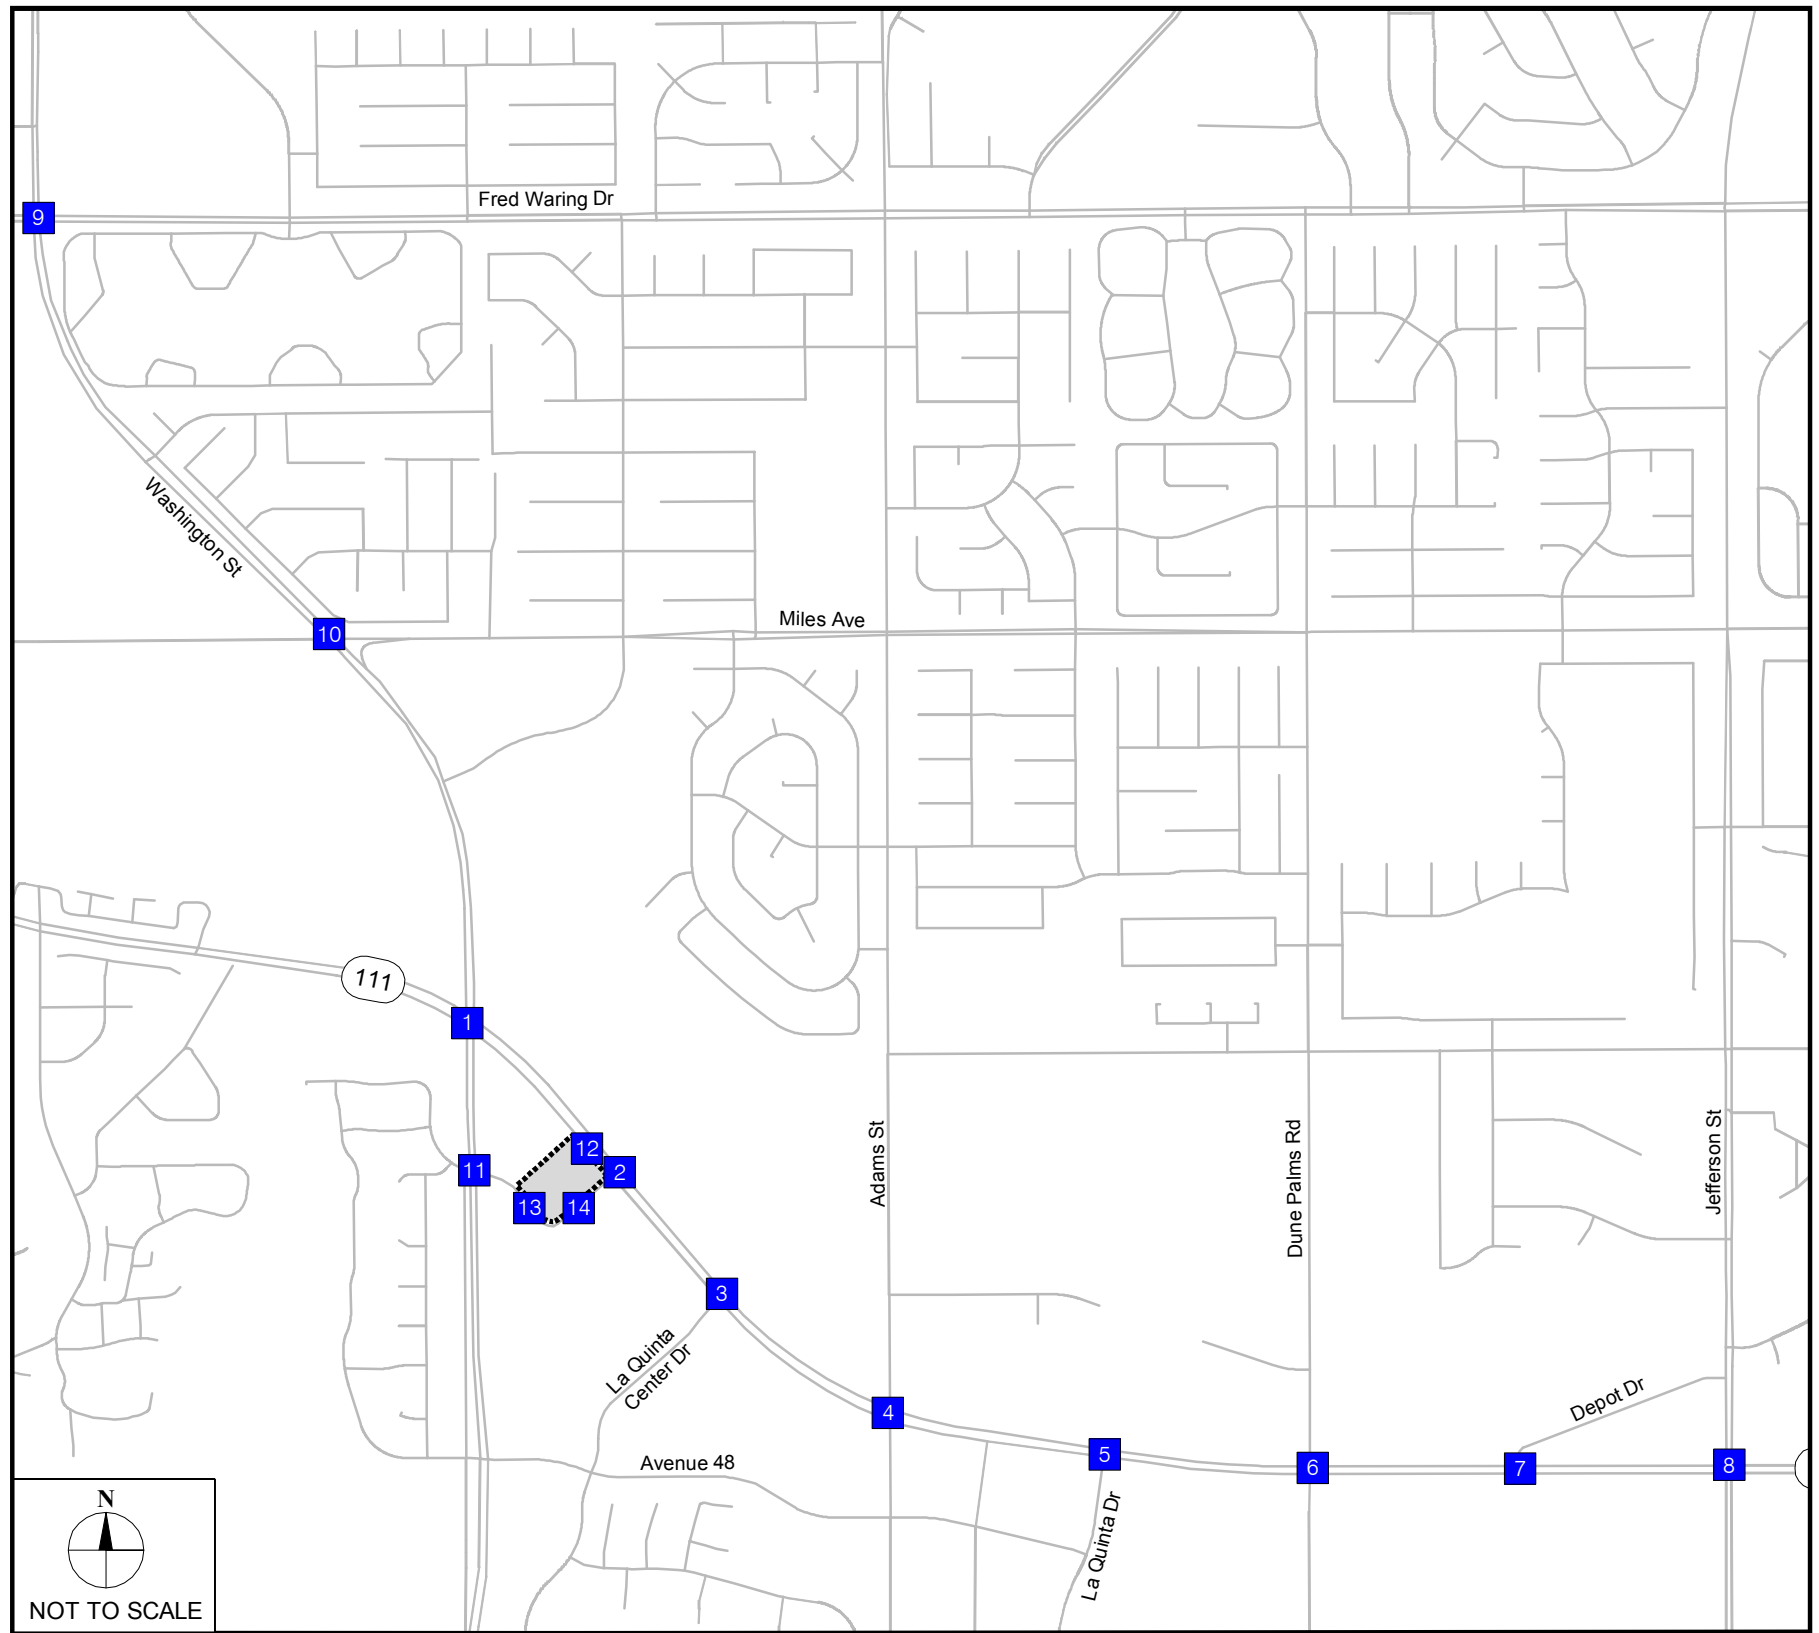 Fred Waring Dr
9
Washington St
10
Miles Ave
111
1
Adams St
Dune Palms Rd
Jefferson St
12
11
2
13
14
3
La Quinta
Center Dr
Depot Dr
4
5
6
7
8
Avenue 48
La Quinta Dr
N
NOT TO SCALE